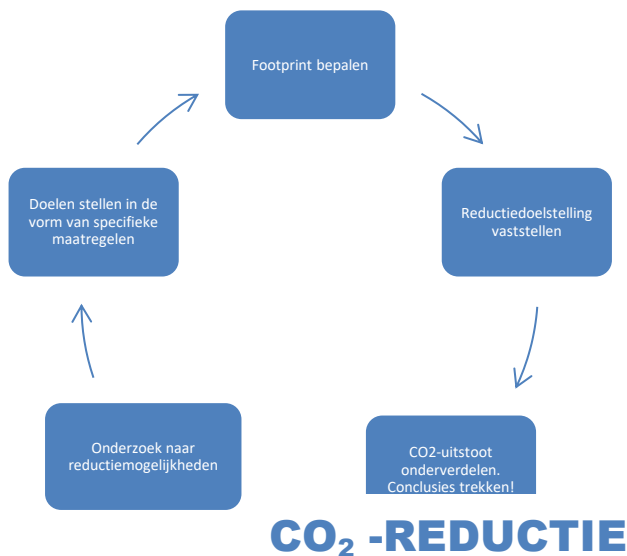 Footprint bepalen
Reductiedoelstelling
vaststellen
CO2-uitstoot
onderverdelen.
Conclusies trekken!
Onderzoek naar
reductiemogelijkheden
Doelen stellen in de
vorm van specifieke
maatregelen
CO₂ -REDUCTIE